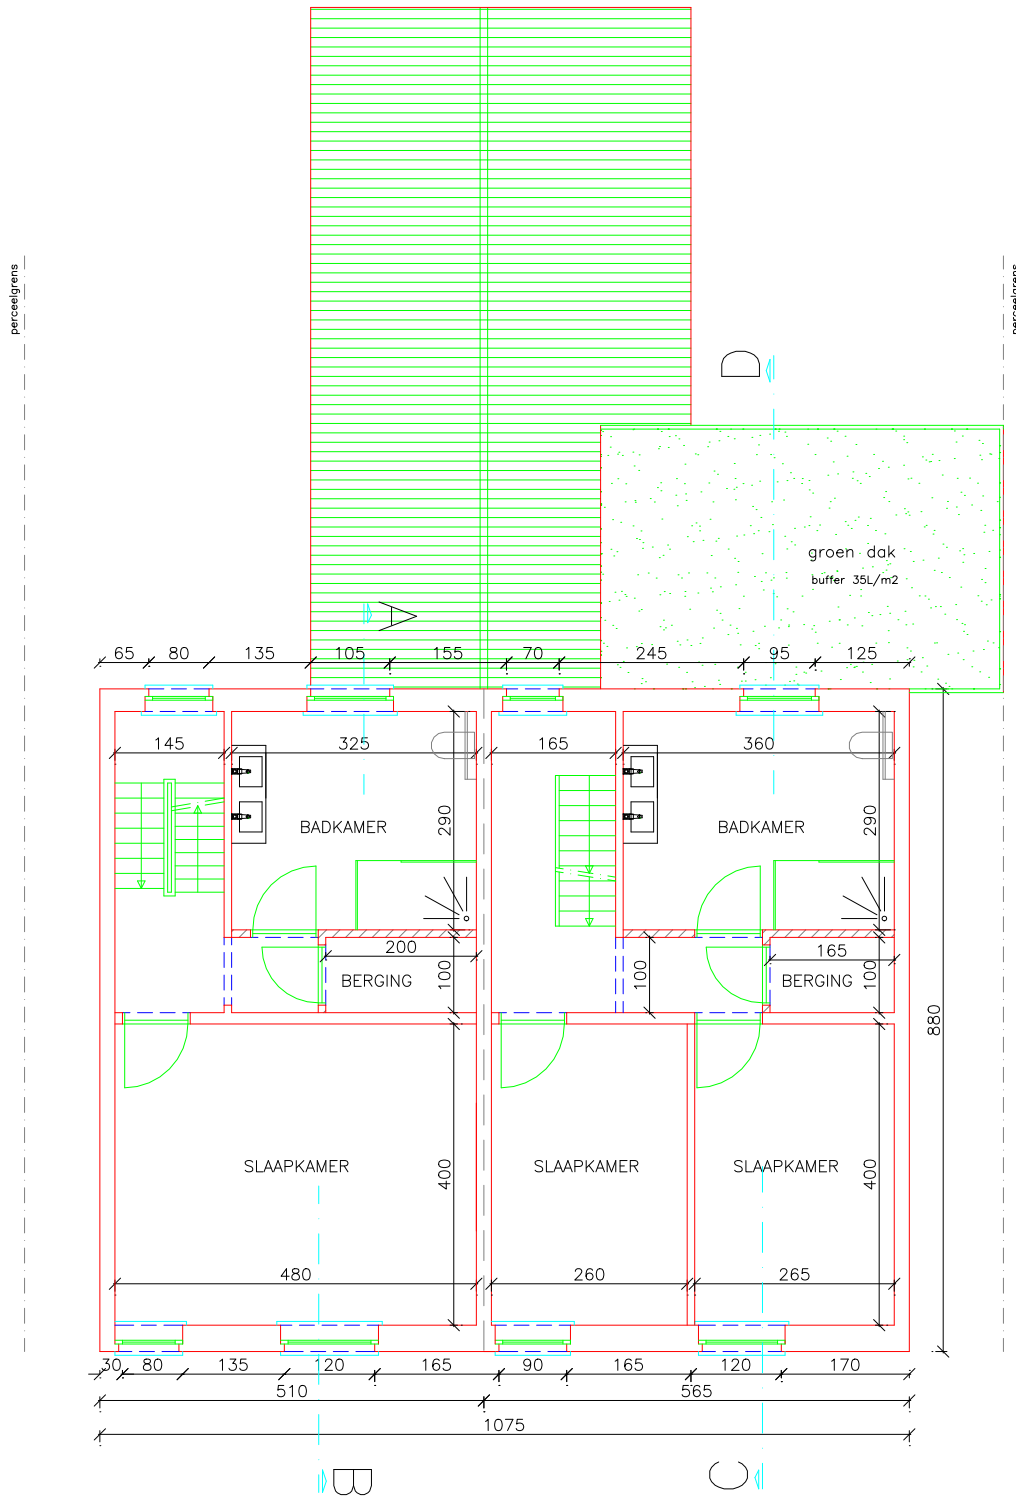 perceelgrens
perceelgrens
D
groen dak
buffer 35L/m2
A
65 80 135 105 155 70 245 95 125
145 325 165 360
BADKAMER 290 BADKAMER 290
200 165
BERGING 100 100 BERGING 100
880
SLAAPKAMER 400 SLAAPKAMER SLAAPKAMER 400
480 260 265
30 80 135 120 165 90 165 120 170
510 565
1075
B C